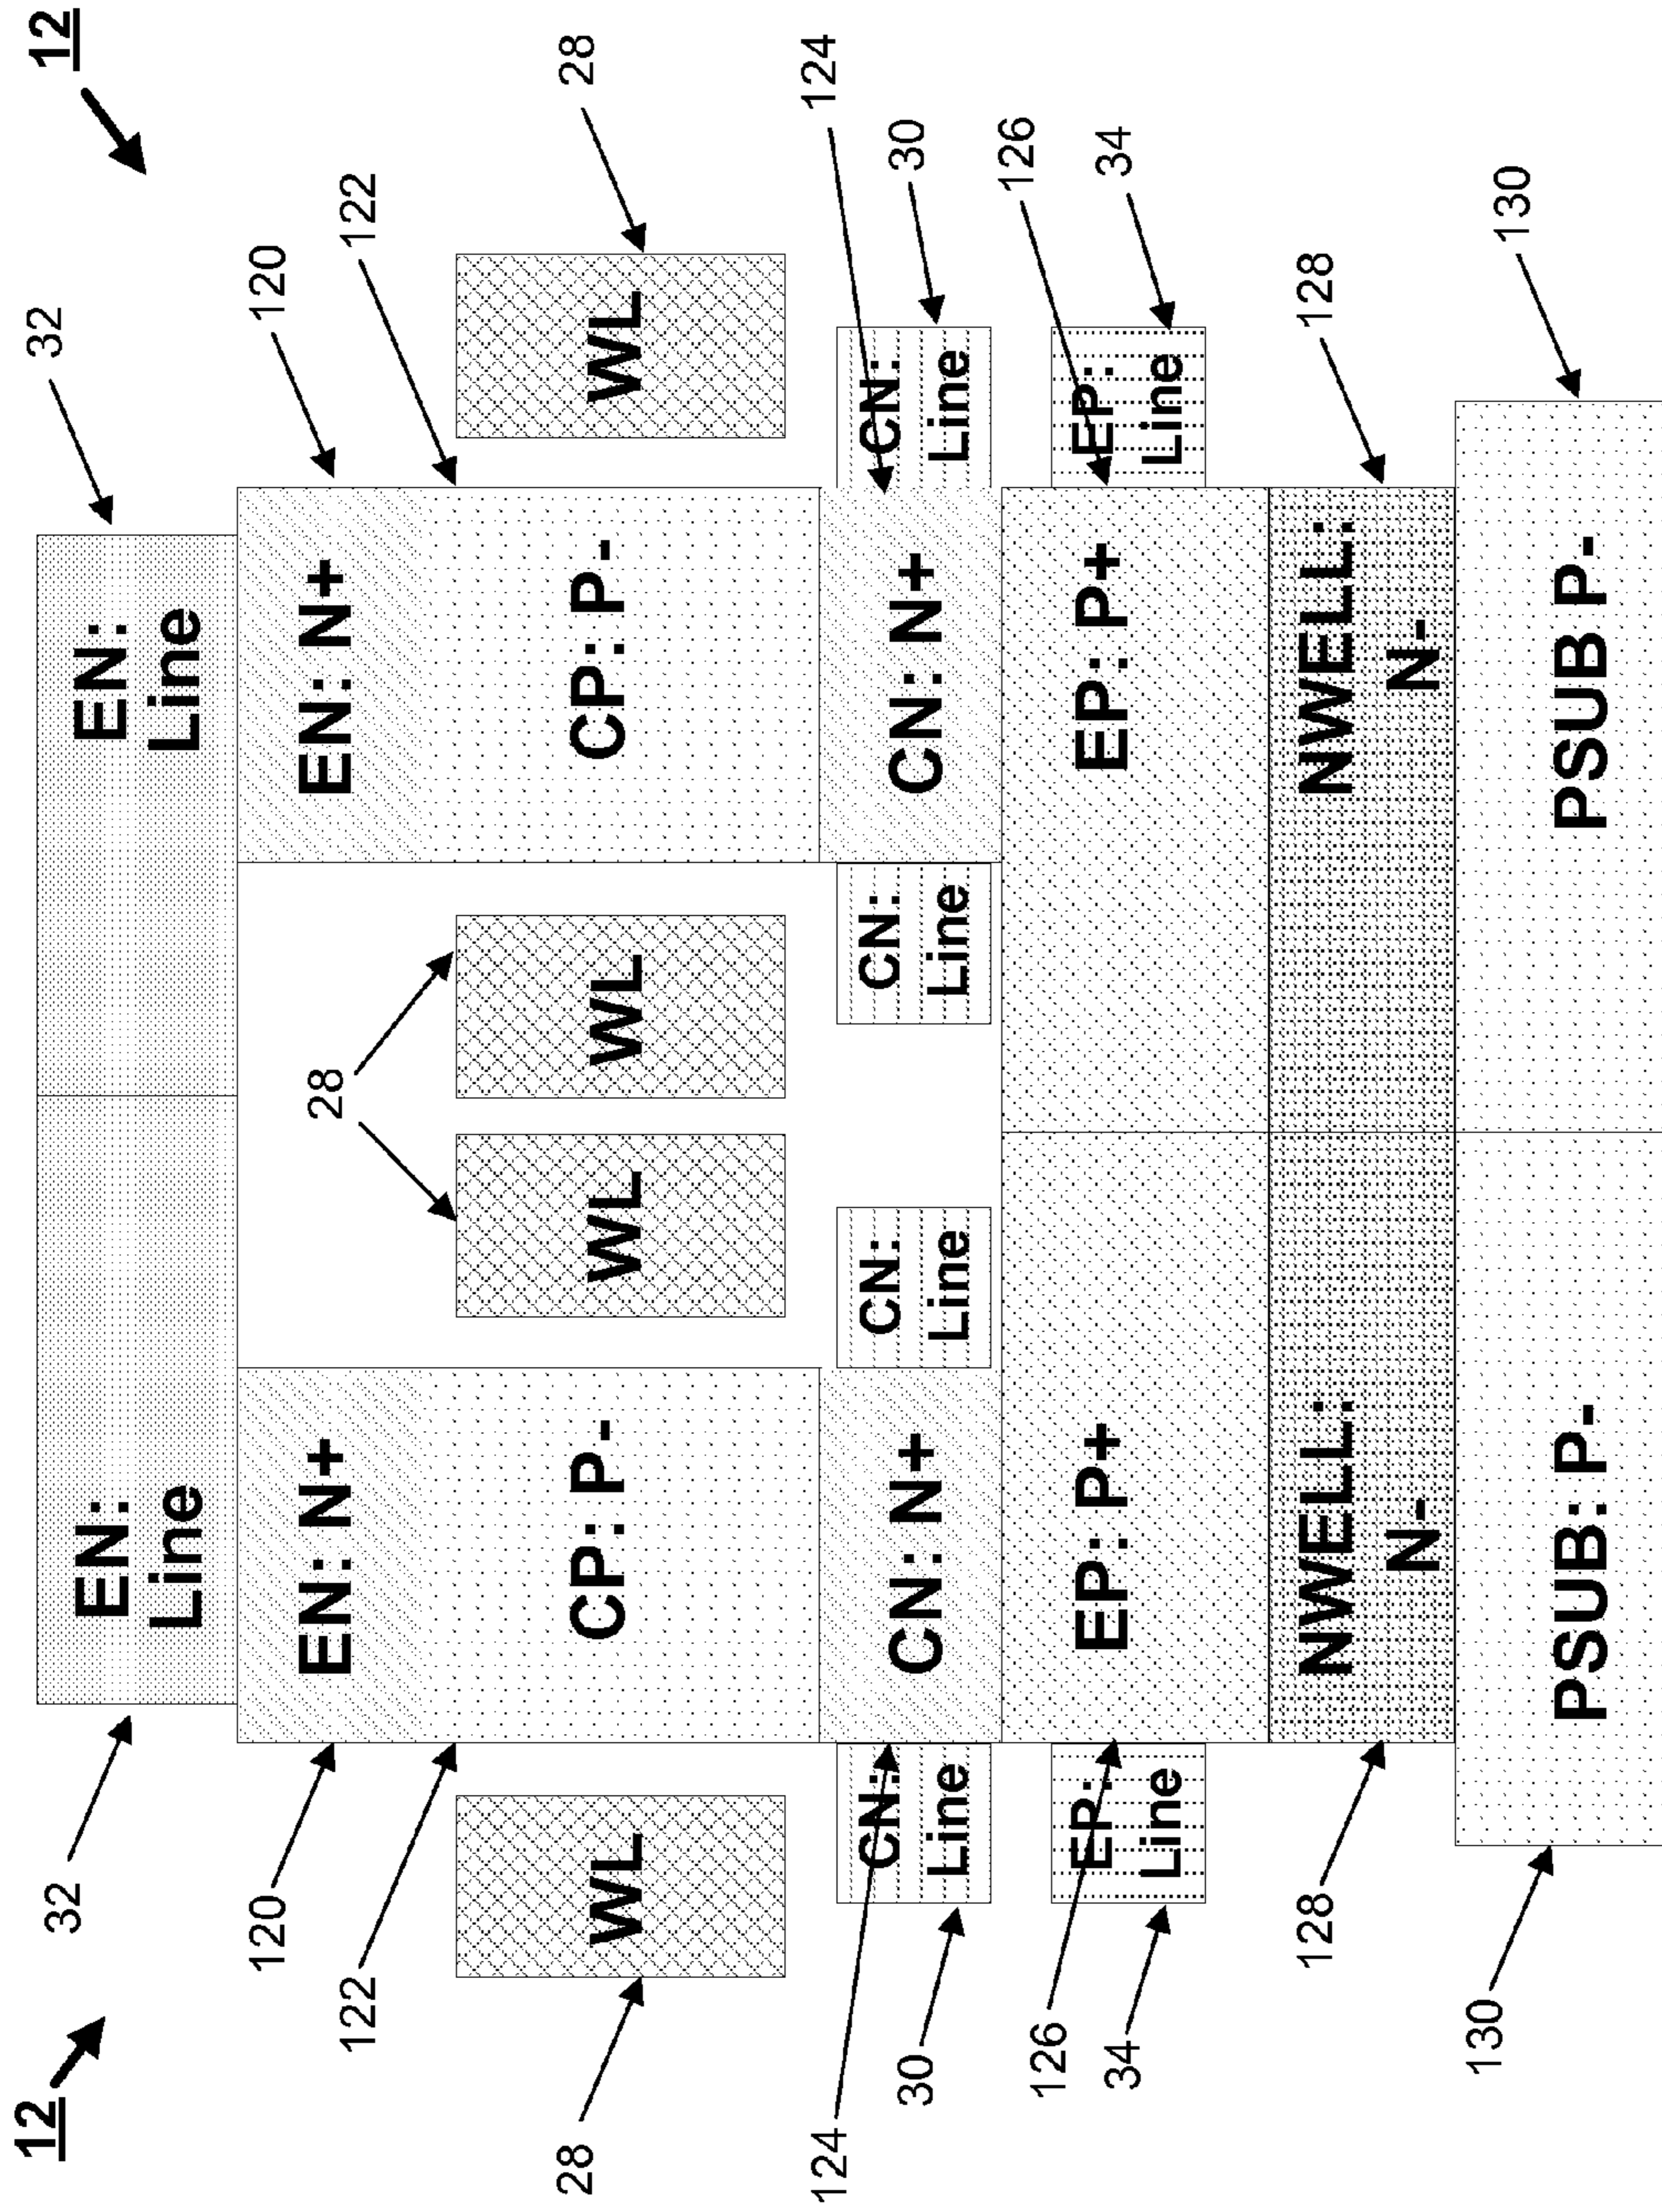 12
12
32
EN:
Line
EN:
Line
32
120
EN: N+
EN: N+
120
122
28
122
28
WL
CP: P-
WL
WL
CP: P-
WL
28
124
124
30
CN:
Line
CN: N+
CN:
Line
CN:
Line
CN: N+
CN:
Line
30
126
126
34
EP:
Line
EP: P+
EP: P+
EP:
Line
34
128
NWELL:
N-
NWELL:
N-
128
130
PSUB: P-
PSUB P-
130